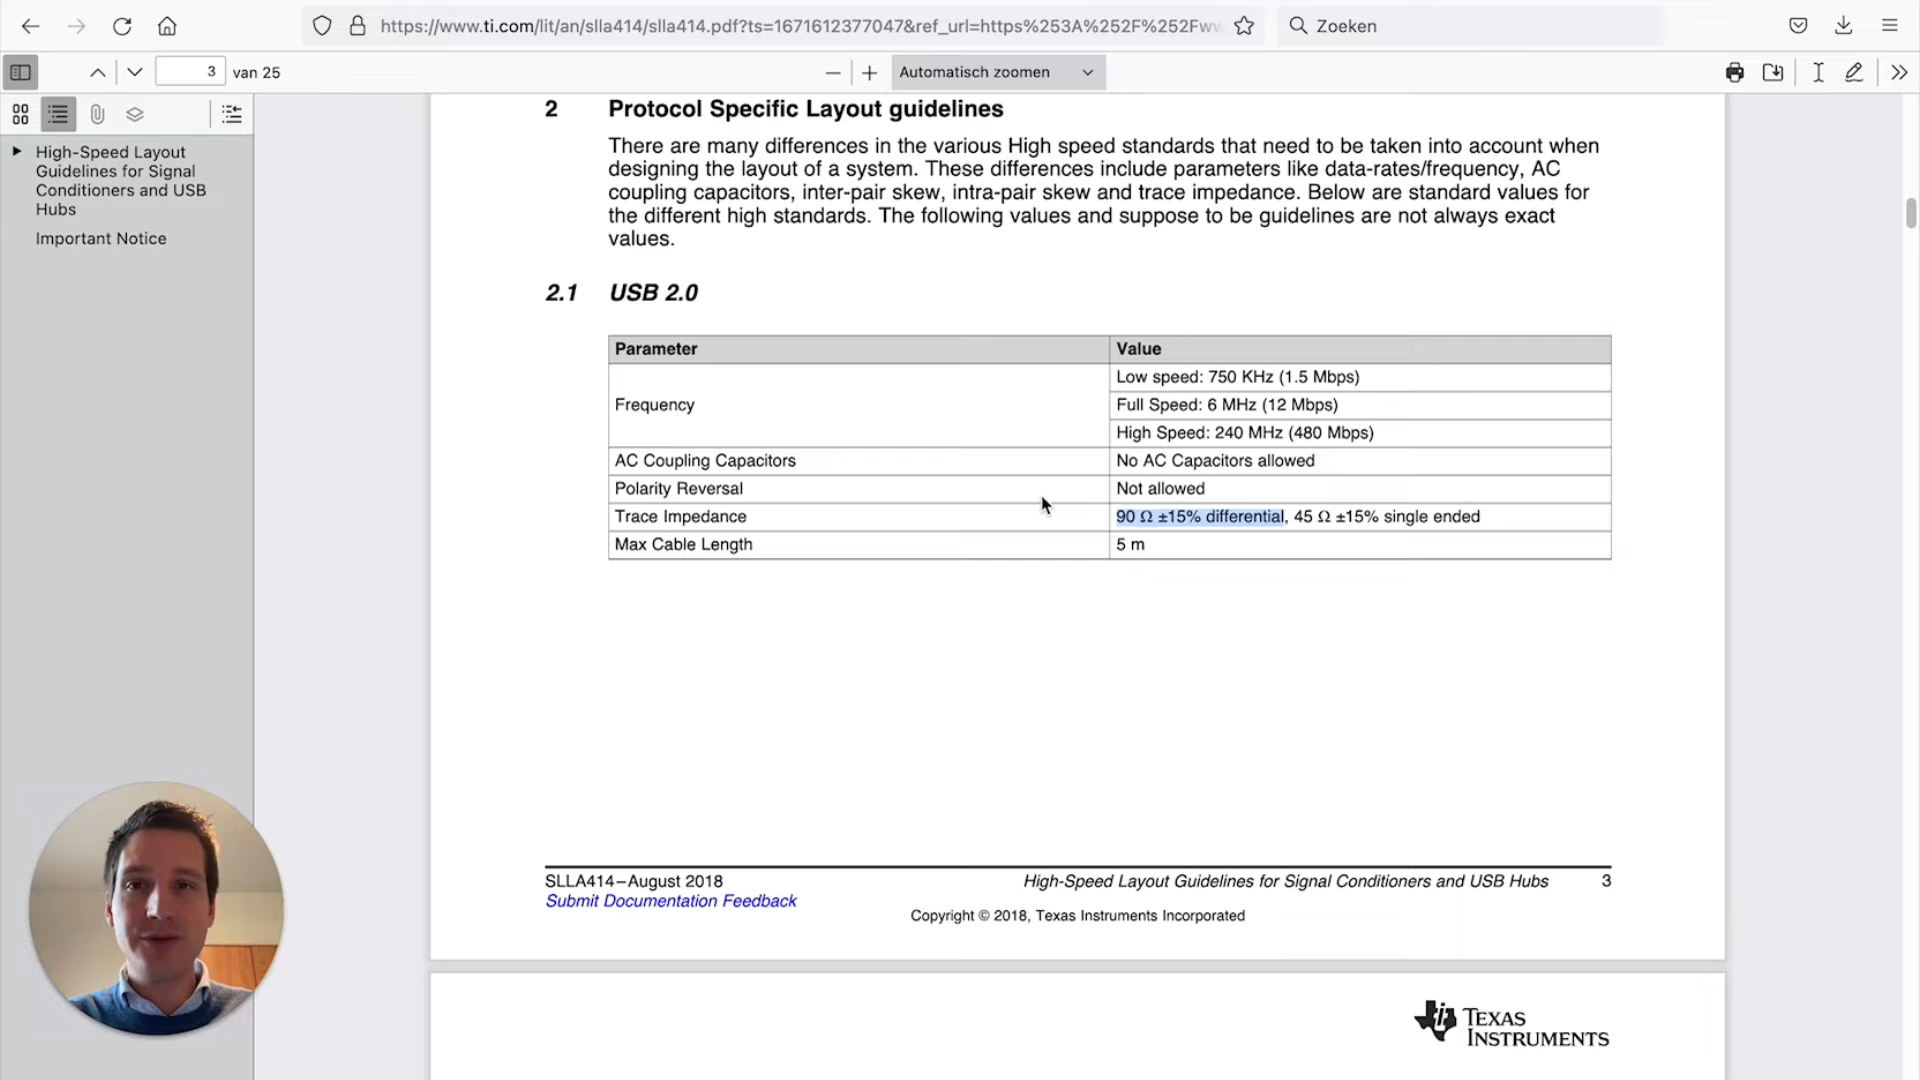 https://www.ti.com/lit/an/slla414/slla414.pdf?ts=1671612377047&ref_url=https%253A%252F%252Fww
Zoeken
3 van 25
Automatisch zoomen
High-Speed Layout
Guidelines for Signal
Conditioners and USB
Hubs
Important Notice
2 Protocol Specific Layout guidelines
There are many differences in the various High speed standards that need to be taken into account when
designing the layout of a system. These differences include parameters like data-rates/frequency, AC
coupling capacitors, inter-pair skew, intra-pair skew and trace impedance. Below are standard values for
the different high standards. The following values and suppose to be guidelines are not always exact
values.
2.1 USB 2.0
Parameter Value
Low speed: 750 KHz (1.5 Mbps)
Frequency Full Speed: 6 MHz (12 Mbps)
High Speed: 240 MHz (480 Mbps)
AC Coupling Capacitors No AC Capacitors allowed
Polarity Reversal Not allowed
Trace Impedance 90 Ω ±15% differential, 45 Ω ±15% single ended
Max Cable Length 5 m
SLLA414–August 2018 High-Speed Layout Guidelines for Signal Conditioners and USB Hubs 3
Submit Documentation Feedback
Copyright © 2018, Texas Instruments Incorporated
TEXAS
INSTRUMENTS